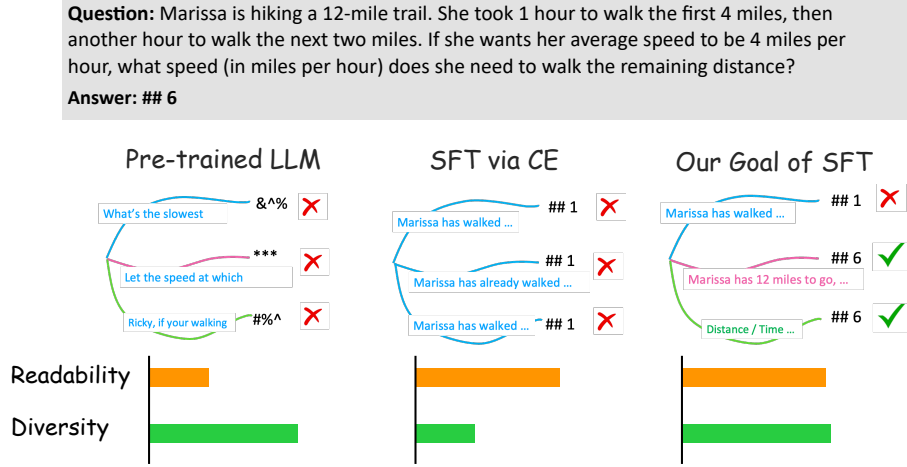 Question: Marissa is hiking a 12-mile trail. She took 1 hour to walk the first 4 miles, then
another hour to walk the next two miles. If she wants her average speed to be 4 miles per
hour, what speed (in miles per hour) does she need to walk the remaining distance?
Answer: ## 6
Pre-trained LLM
SFT via CE
Our Goal of SFT
What's the slowest
&^%
Let the speed at which
***
Ricky, if your walking
#%^
Marissa has walked ...
## 1
Marissa has already walked ...
## 1
Marissa has walked ...
## 1
Marissa has walked ...
## 1
Marissa has 12 miles to go, ...
## 6
Distance / Time ...
## 6
Readability
Diversity